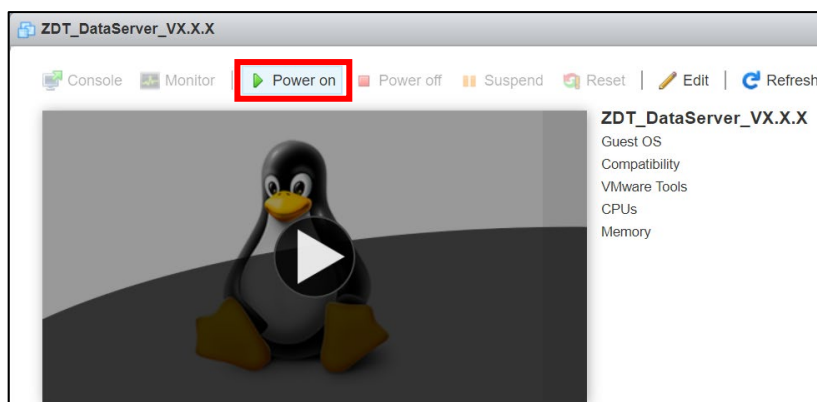 ZDT_DataServer_VX.X.X
Console Monitor Power on Power off Suspend Reset Edit Refresh
ZDT_DataServer_VX.X.X
Guest OS
Compatibility
VMware Tools
CPUs
Memory